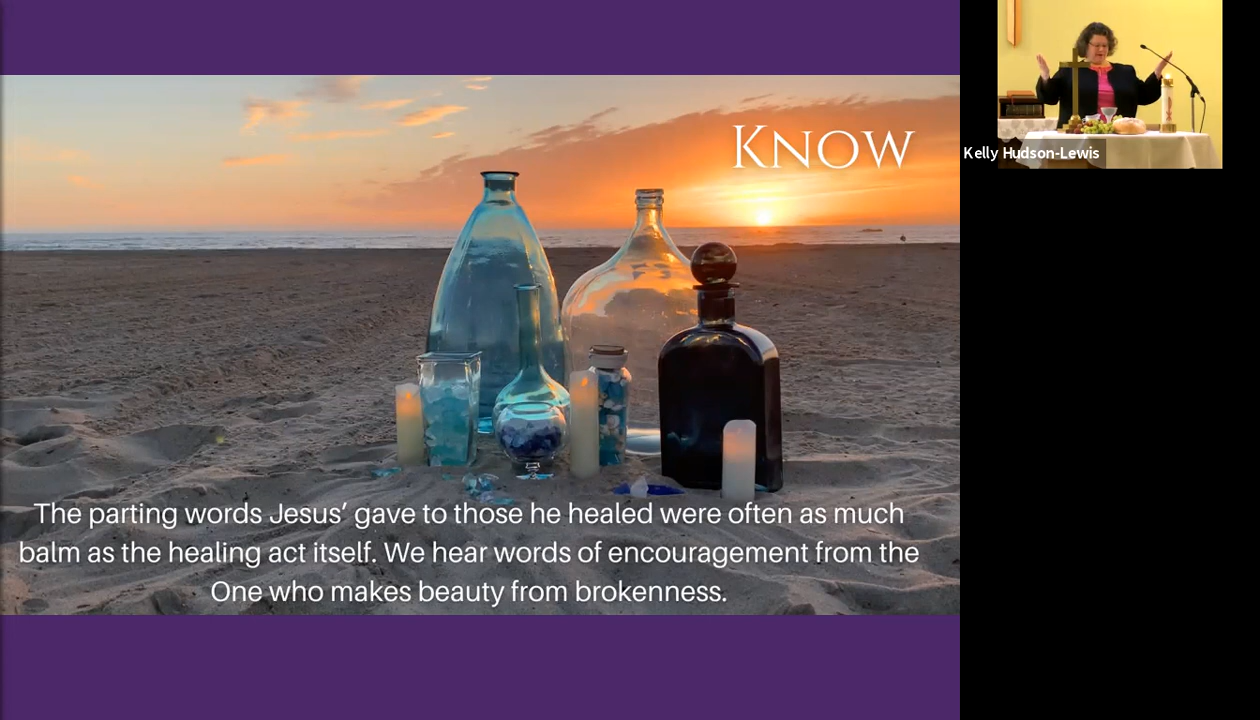 KNOW
The parting words Jesus’ gave to those he healed were often as much
balm as the healing act itself. We hear words of encouragement from the
One who makes beauty from brokenness.
Kelly Hudson-Lewis